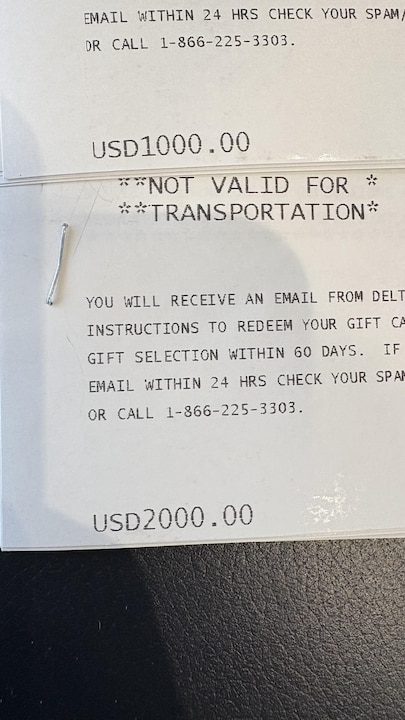 EMAIL WITHIN 24 HRS CHECK YOUR SPAM/
OR CALL 1-866-225-3303.
USD1000.00
**NOT VALID FOR *
**TRANSPORTATION*
YOU WILL RECEIVE AN EMAIL FROM DELT
INSTRUCTIONS TO REDEEM YOUR GIFT CA
GIFT SELECTION WITHIN 60 DAYS. IF
EMAIL WITHIN 24 HRS CHECK YOUR SPAM
OR CALL 1-866-225-3303.
USD2000.00